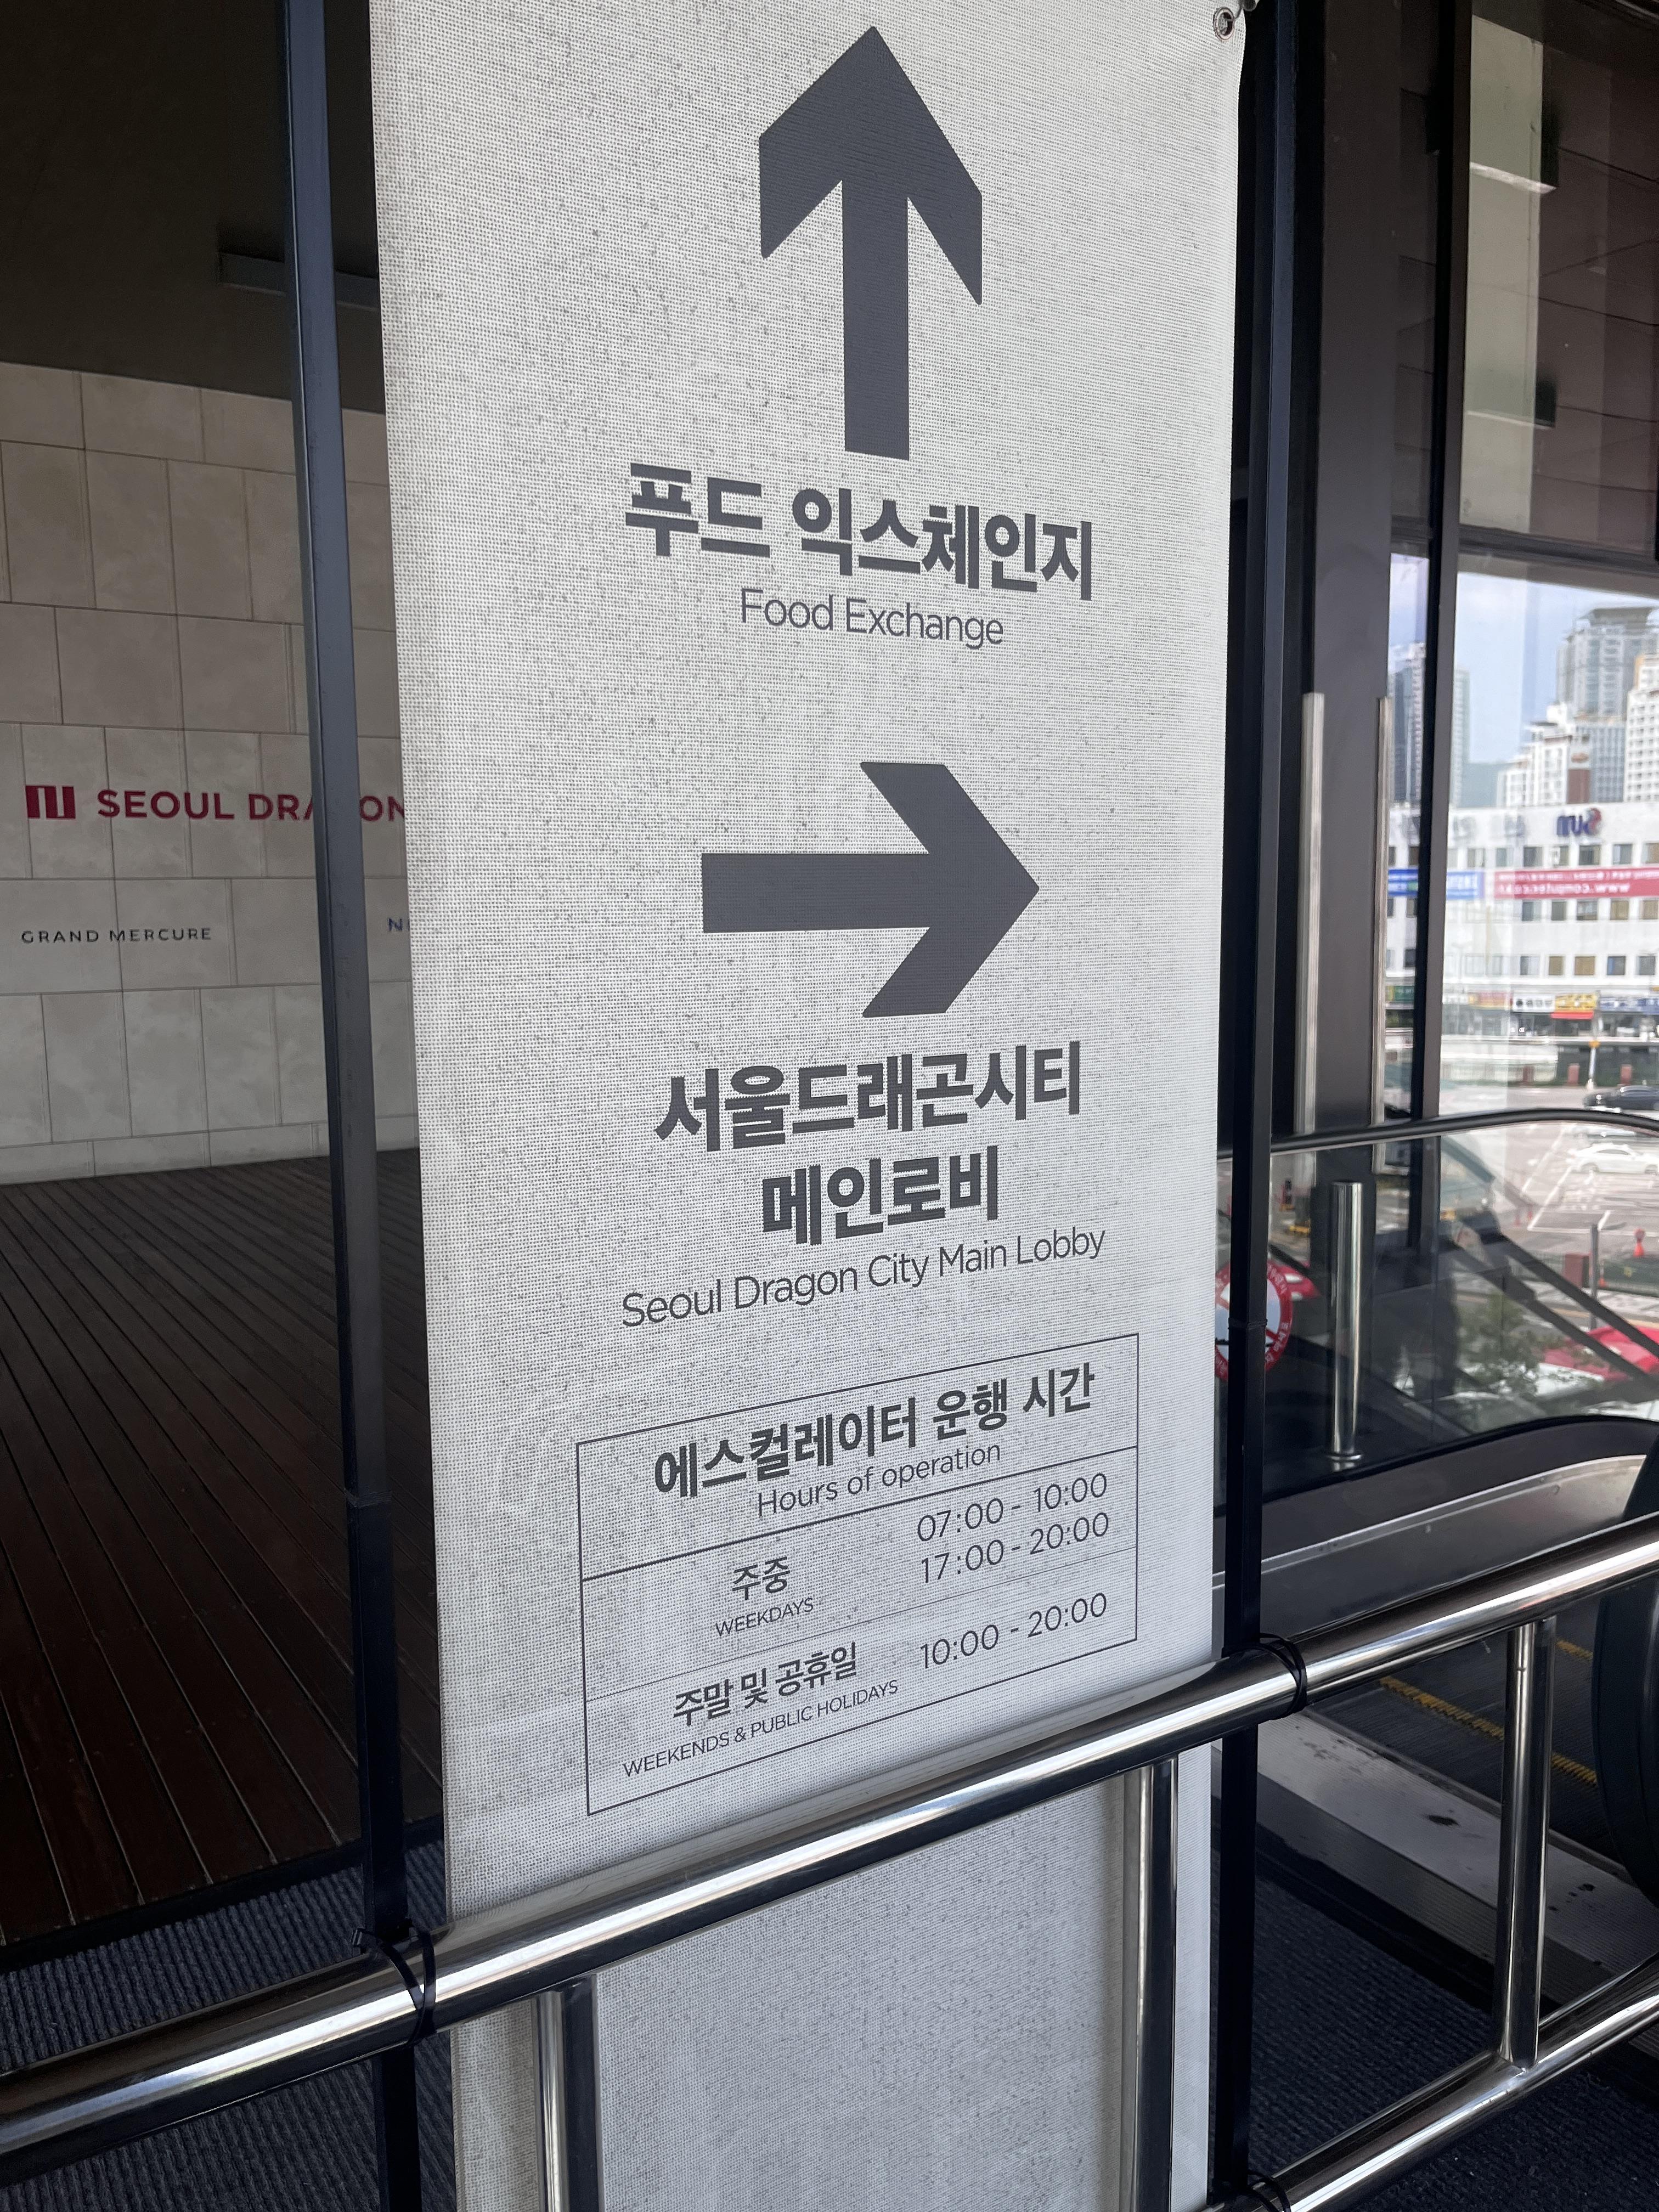 푸드 익스체인지
Food Exchange
서울드래곤시티
메인로비
Seoul Dragon City Main Lobby
에스컬레이터 운행 시간
Hours of operation
주중
WEEKDAYS
07:00 - 10:00
17:00 - 20:00
주말 및 공휴일
WEEKENDS & PUBLIC HOLIDAYS
10:00 - 20:00
SEOUL DRAGON
GRAND MERCURE